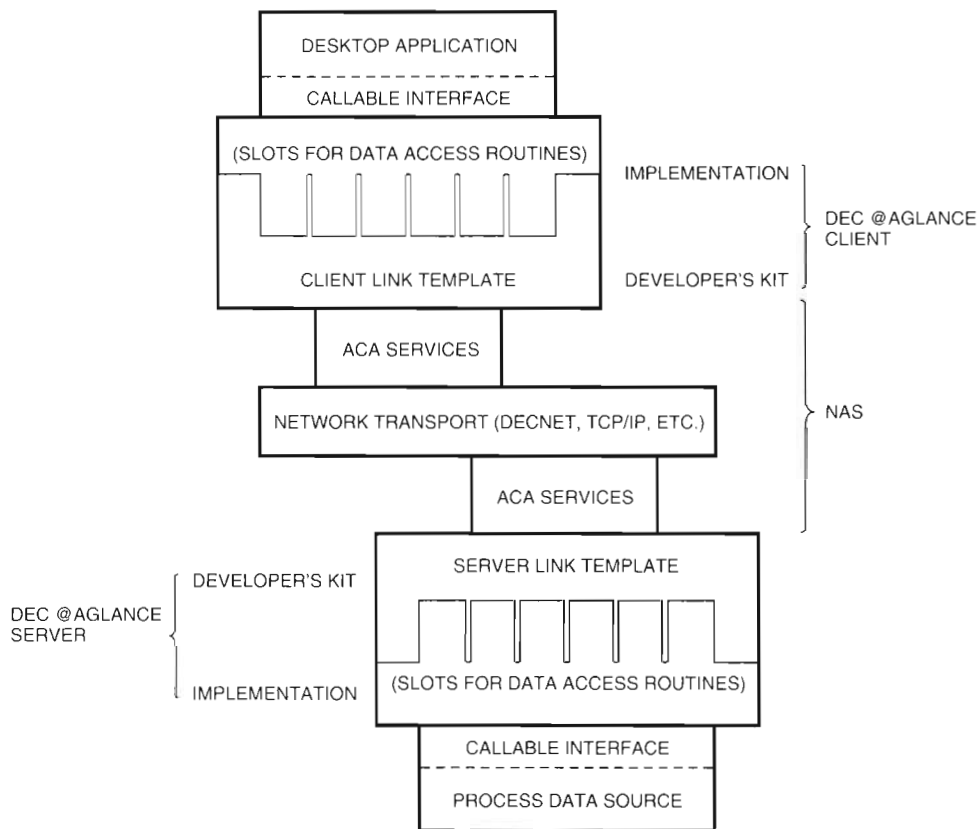 DESKTOP APPLICATION
CALLABLE INTERFACE
(SLOTS FOR DATA ACCESS ROUTINES)
IMPLEMENTATION
DEC @AGLANCE
CLIENT
CLIENT LINK TEMPLATE
DEVELOPER'S KIT
ACA SERVICES
NETWORK TRANSPORT (DECNET, TCP/IP, ETC.)
NAS
ACA SERVICES
SERVER LINK TEMPLATE
DEVELOPER'S KIT
DEC @AGLANCE
SERVER
IMPLEMENTATION
(SLOTS FOR DATA ACCESS ROUTINES)
CALLABLE INTERFACE
PROCESS DATA SOURCE